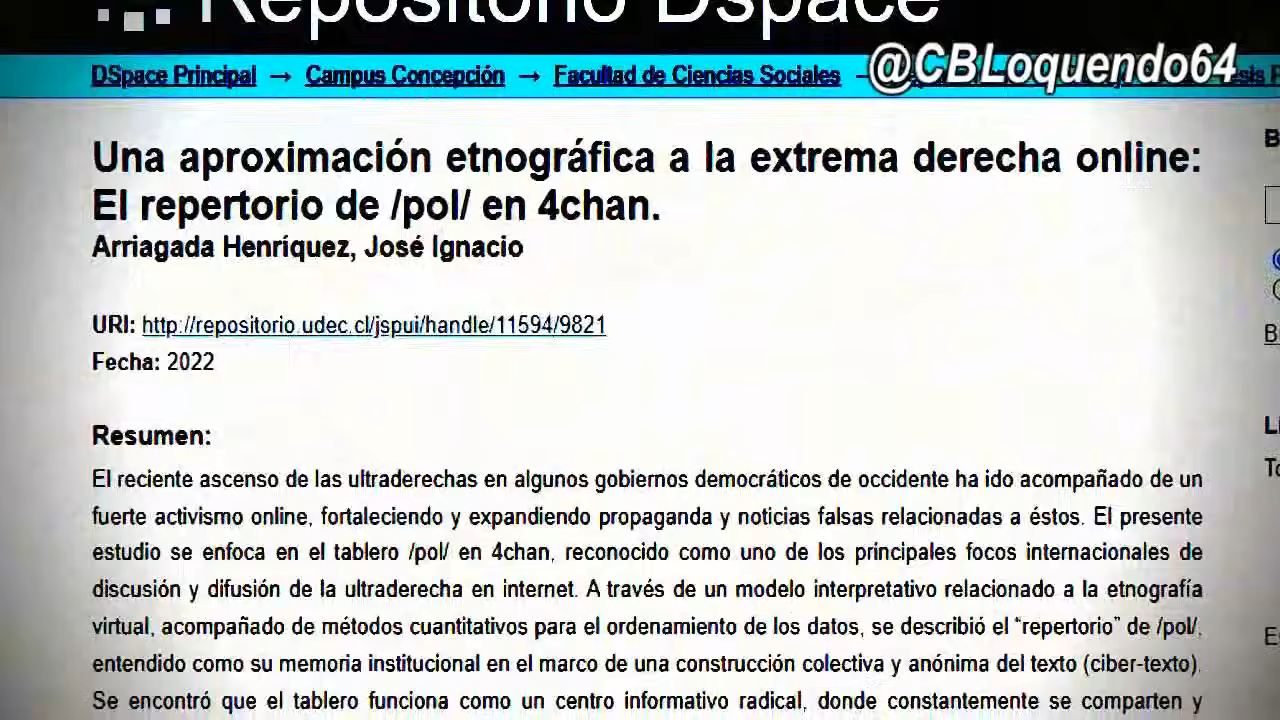 Repositorio Dspace
@CBLoquendo64
DSpace Principal → Campus Concepción → Facultad de Ciencias Sociales →
Una aproximación etnográfica a la extrema derecha online:
El repertorio de /pol/ en 4chan.
Arriagada Henríquez, José Ignacio
URI: http://repositorio.udec.cl/jspui/handle/11594/9821
Fecha: 2022
Resumen:
El reciente ascenso de las ultraderechas en algunos gobiernos democráticos de occidente ha ido acompañado de un
fuerte activismo online, fortaleciendo y expandiendo propaganda y noticias falsas relacionadas a éstos. El presente
estudio se enfoca en el tablero /pol/ en 4chan, reconocido como uno de los principales focos internacionales de
discusión y difusión de la ultraderecha en internet. A través de un modelo interpretativo relacionado a la etnografía
virtual, acompañado de métodos cuantitativos para el ordenamiento de los datos, se describió el “repertorio” de /pol/,
entendido como su memoria institucional en el marco de una construcción colectiva y anónima del texto (ciber-texto).
Se encontró que el tablero funciona como un centro informativo radical, donde constantemente se comparten y